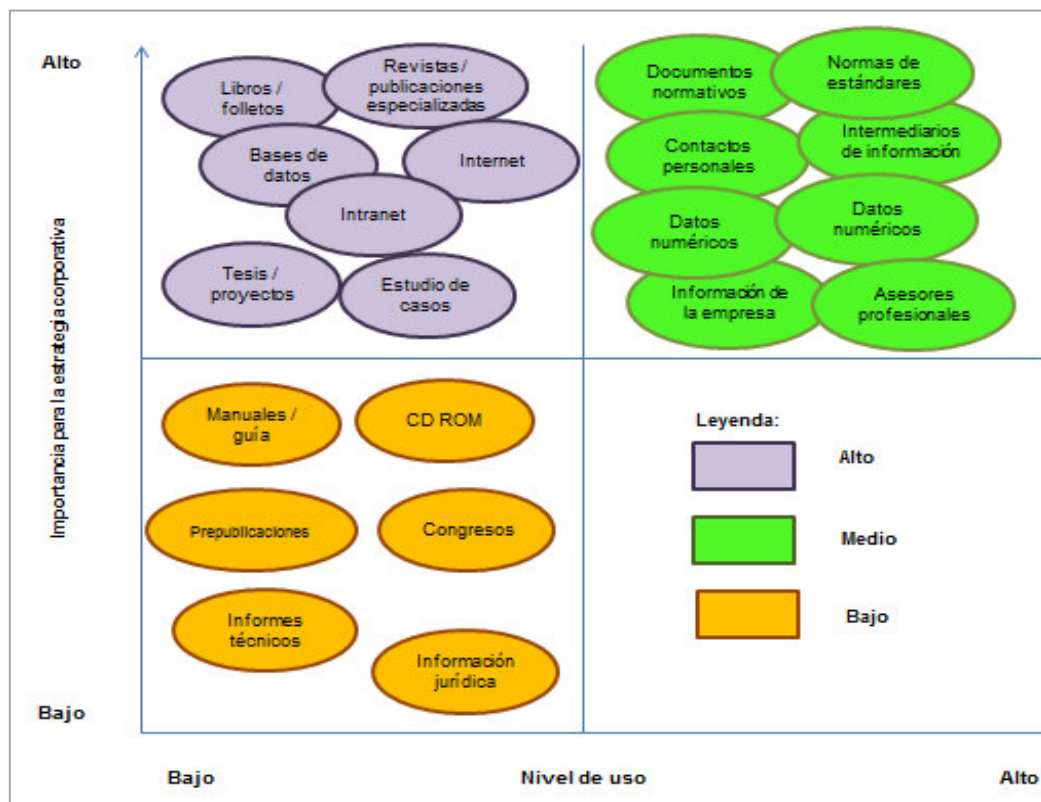 Alto
Importancia para la estrategia corporativa
Bajo
Libros /
folletos
Revistas /
publicaciones
especializadas
Bases de
datos
Internet
Intranet
Tesis /
proyectos
Estudio de
casos
Documentos
normativos
Normas de
estándares
Contactos
personales
Intermediarios
de información
Datos
numéricos
Datos
numéricos
Información de
la empresa
Asesores
profesionales
Manuales /
guía
CD ROM
Prepublicaciones
Congresos
Informes
técnicos
Información
jurídica
Leyenda:
Alto
Medio
Bajo
Bajo
Nivel de uso
Alto